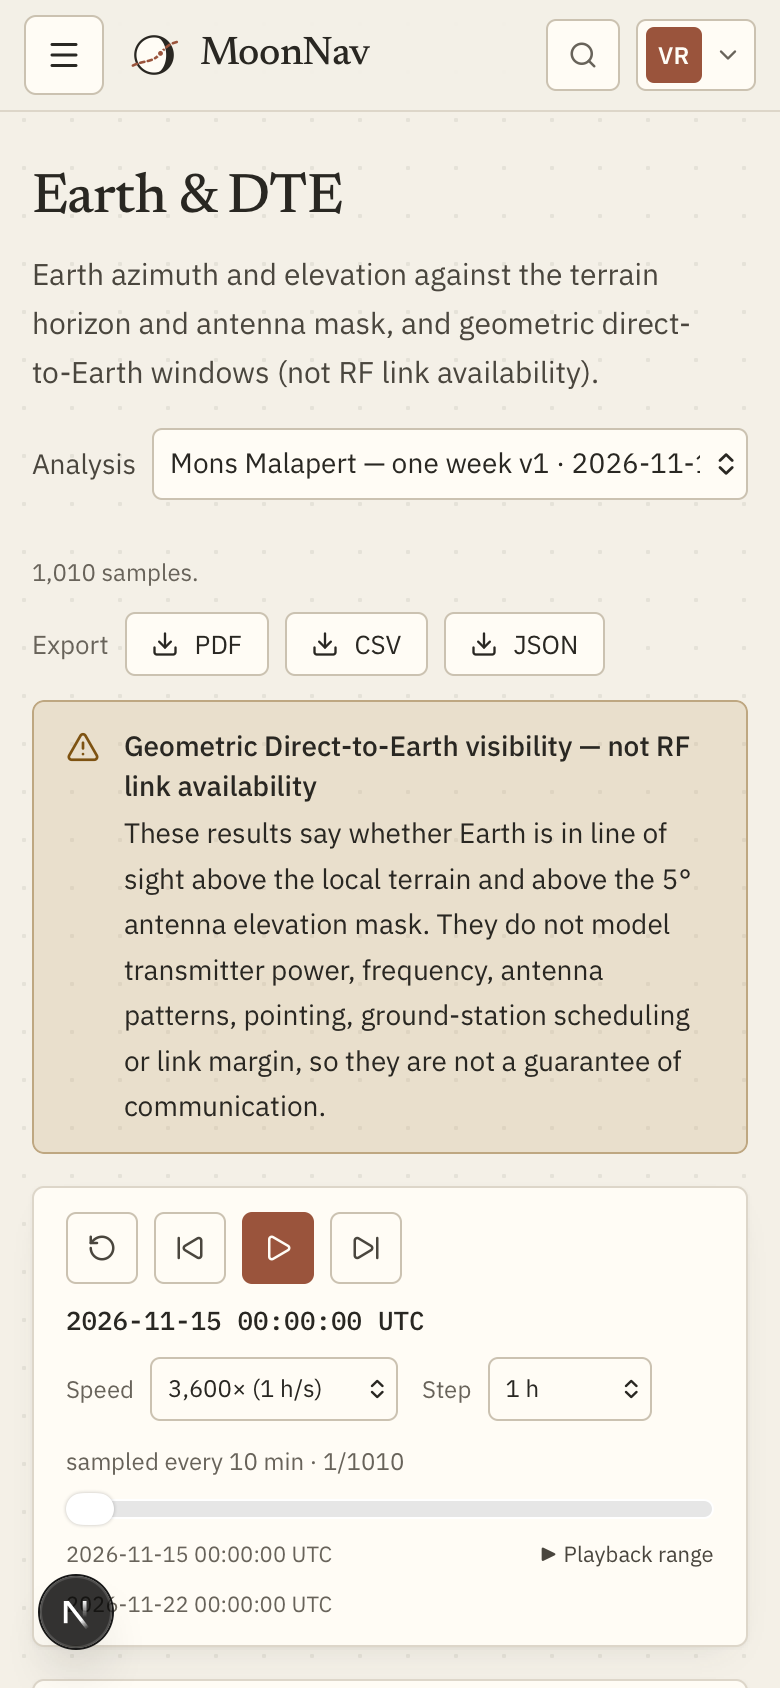 MoonNav
VR
Earth & DTE
Earth azimuth and elevation against the terrain
horizon and antenna mask, and geometric direct-
to-Earth windows (not RF link availability).
Analysis
Mons Malapert — one week v1 · 2026-11-
1,010 samples.
Export
PDF
CSV
JSON
Geometric Direct-to-Earth visibility — not RF
link availability
These results say whether Earth is in line of
sight above the local terrain and above the 5°
antenna elevation mask. They do not model
transmitter power, frequency, antenna
patterns, pointing, ground-station scheduling
or link margin, so they are not a guarantee of
communication.
2026-11-15 00:00:00 UTC
Speed
3,600× (1 h/s)
Step
1 h
sampled every 10 min · 1/1010
2026-11-15 00:00:00 UTC
▶ Playback range
2026-11-22 00:00:00 UTC
N